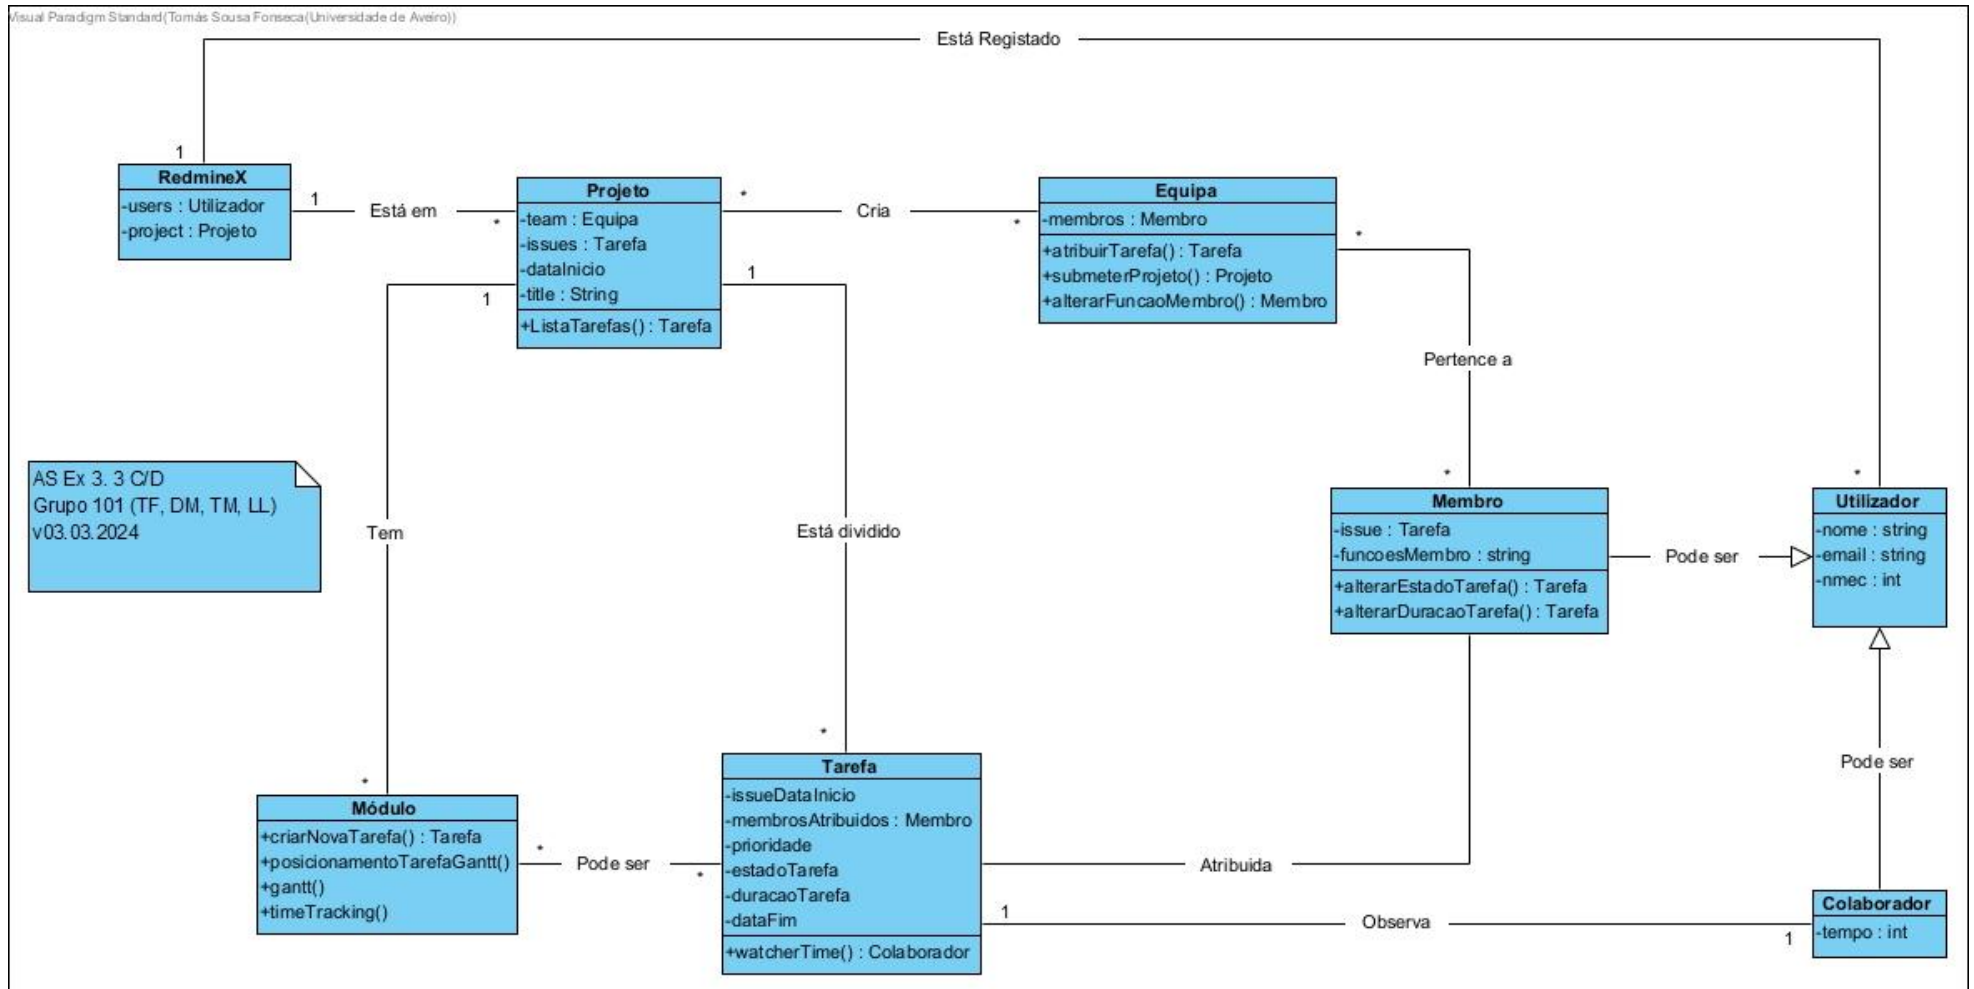 Visual Paradigm Standard(Tomás Sousa Fonseca(Universidade de Aveiro))
Está Registado
1
RedmineX
-users : Utilizador
-project : Projeto
1
Está em
*
Projeto
-team : Equipa
-issues : Tarefa
-dataInicio
-title : String
+ListaTarefas() : Tarefa
*
Cria
*
Equipa
-membros : Membro
+atribuirTarefa() : Tarefa
+submeterProjeto() : Projeto
+alterarFuncaoMembro() : Membro
*
Pertence a
*
1
Tem
*
1
Está dividido
*
AS Ex 3. 3 C/D
Grupo 101 (TF, DM, TM, LL)
v03.03.2024
Membro
-issue : Tarefa
-funcoesMembro : string
+alterarEstadoTarefa() : Tarefa
+alterarDuracaoTarefa() : Tarefa
Pode ser
*
Utilizador
-nome : string
-email : string
-nmec : int
Pode ser
Módulo
+criarNovaTarefa() : Tarefa
+posicionamentoTarefaGantt()
+gantt()
+timeTracking()
*
Pode ser
*
Tarefa
-issueDataInicio
-membrosAtribuidos : Membro
-prioridade
-estadoTarefa
-duracaoTarefa
-dataFim
+watcherTime() : Colaborador
Atribuida
1
Observa
1
Colaborador
-tempo : int